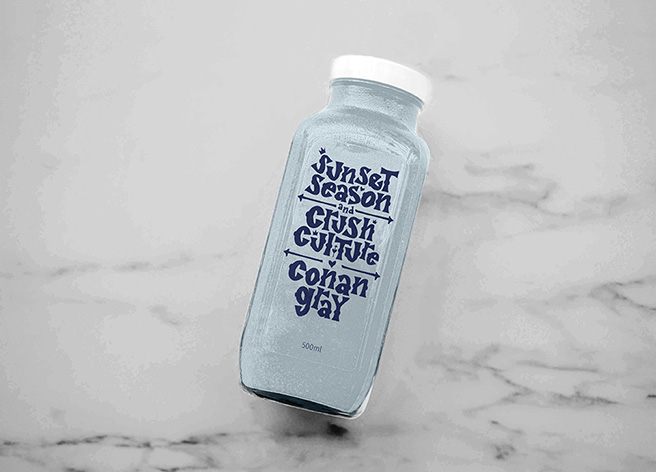 sunset
season
and
crush
culture
conan
gray
500ml